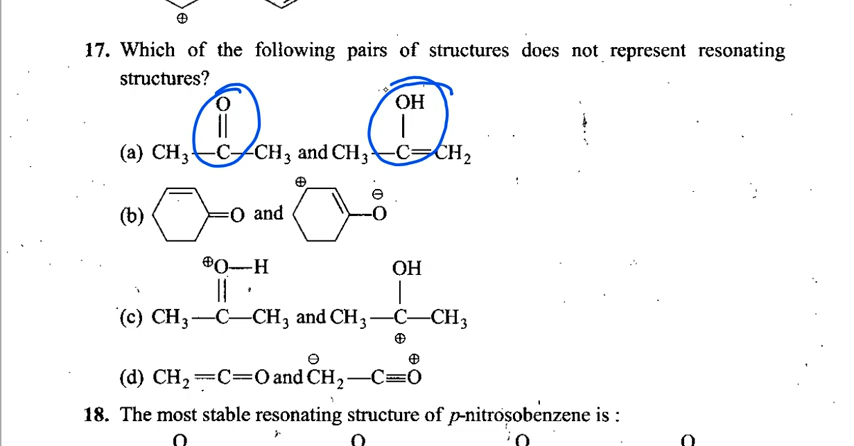 ⊕
17. Which of the following pairs of structures does not represent resonating
structures?
O OH
(a) CH₃—C—CH₃ and CH₃—C=CH₂
⊕ ⊖
(b) =O and —O
⊕O—H OH
(c) CH₃—C—CH₃ and CH₃—C—CH₃
⊕
⊖ ⊕
(d) CH₂=C=O and CH₂—C≡O
18. The most stable resonating structure of p-nitrosobenzene is :
O O O O